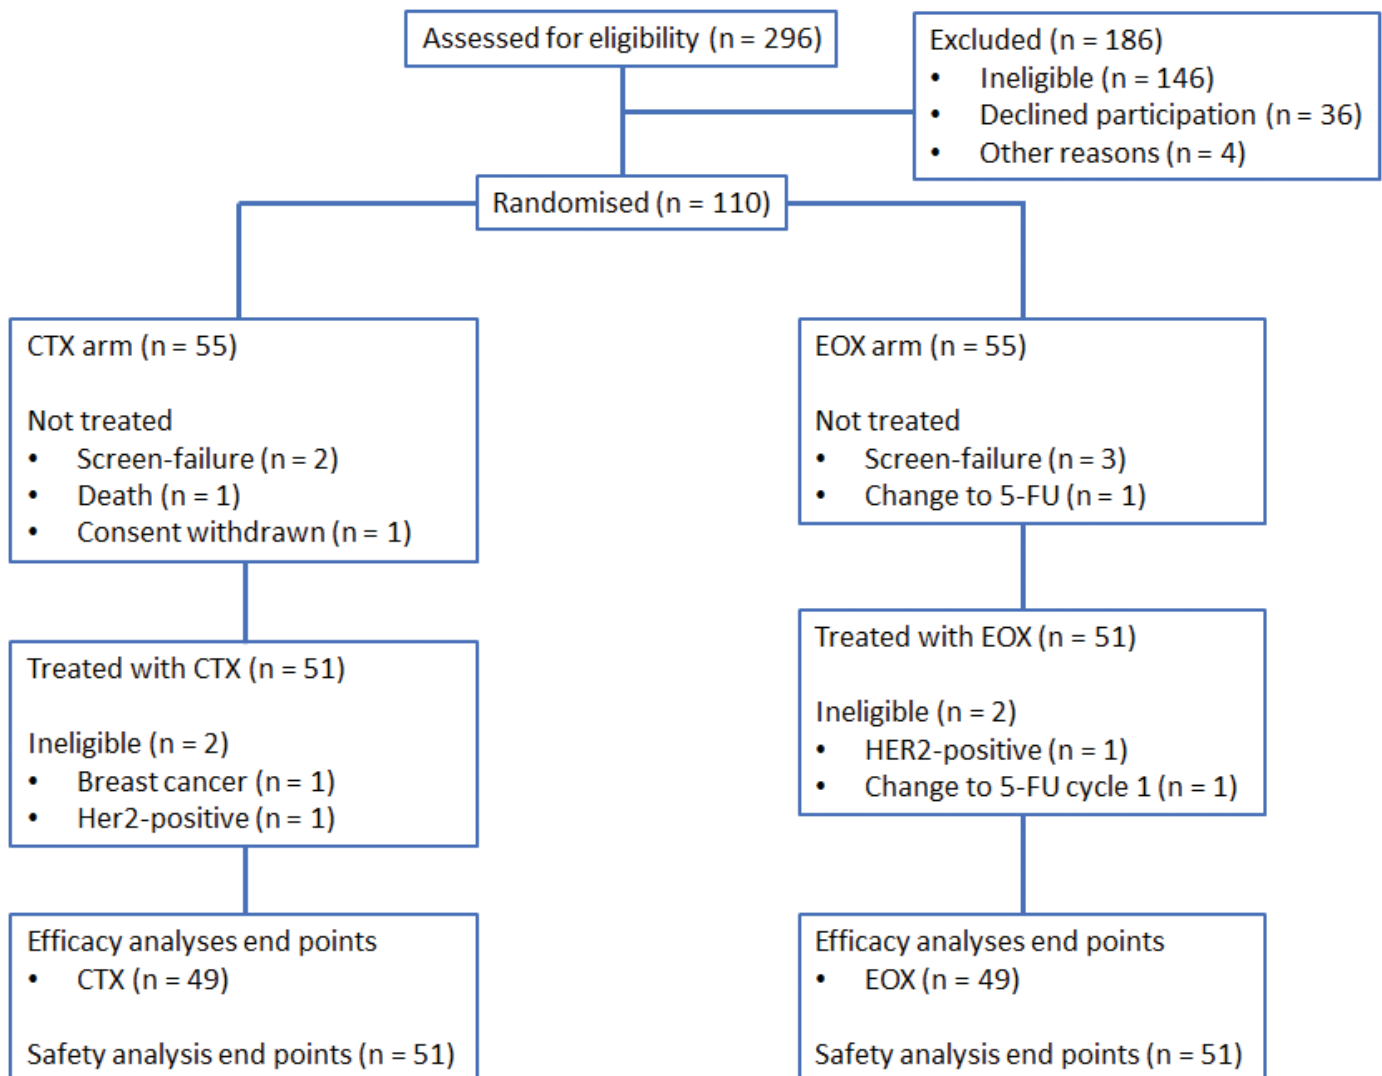 Assessed for eligibility (n = 296)
Excluded (n = 186)
• Ineligible (n = 146)
• Declined participation (n = 36)
• Other reasons (n = 4)
Randomised (n = 110)
CTX arm (n = 55)
Not treated
• Screen-failure (n = 2)
• Death (n = 1)
• Consent withdrawn (n = 1)
EOX arm (n = 55)
Not treated
• Screen-failure (n = 3)
• Change to 5-FU (n = 1)
Treated with CTX (n = 51)
Ineligible (n = 2)
• Breast cancer (n = 1)
• Her2-positive (n = 1)
Treated with EOX (n = 51)
Ineligible (n = 2)
• HER2-positive (n = 1)
• Change to 5-FU cycle 1 (n = 1)
Efficacy analyses end points
• CTX (n = 49)
Safety analysis end points (n = 51)
Efficacy analyses end points
• EOX (n = 49)
Safety analysis end points (n = 51)